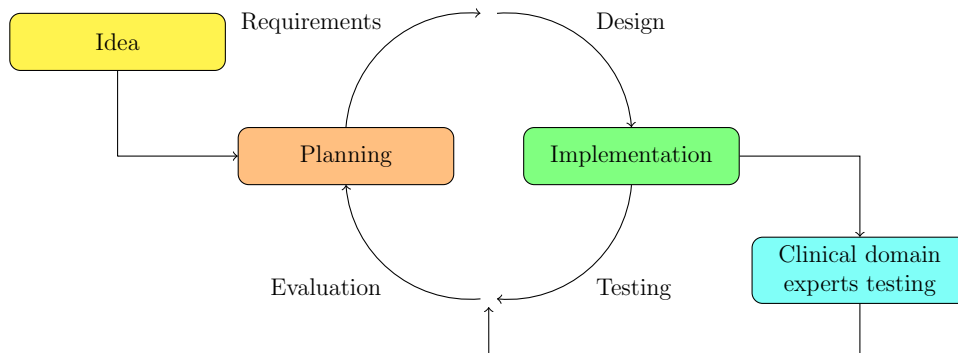 Requirements
Design
Idea
Planning
Implementation
Clinical domain
experts testing
Evaluation
Testing